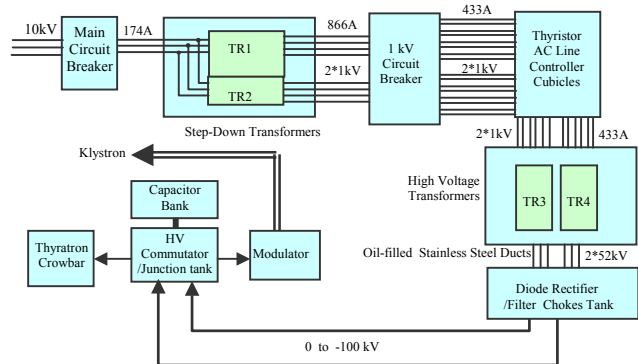 10kV
Main
Circuit
Breaker
174A
TR1
TR2
Step-Down Transformers
866A
2*1kV
1 kV
Circuit
Breaker
433A
2*1kV
Thyristor
AC Line
Controller
Cubicles
2*1kV
433A
High Voltage
Transformers
TR3
TR4
Oil-filled Stainless Steel Ducts
2*52kV
Diode Rectifier
/Filter Chokes Tank
Klystron
Capacitor
Bank
HV
Commutator
/Junction tank
Thyratron
Crowbar
Modulator
0 to -100 kV